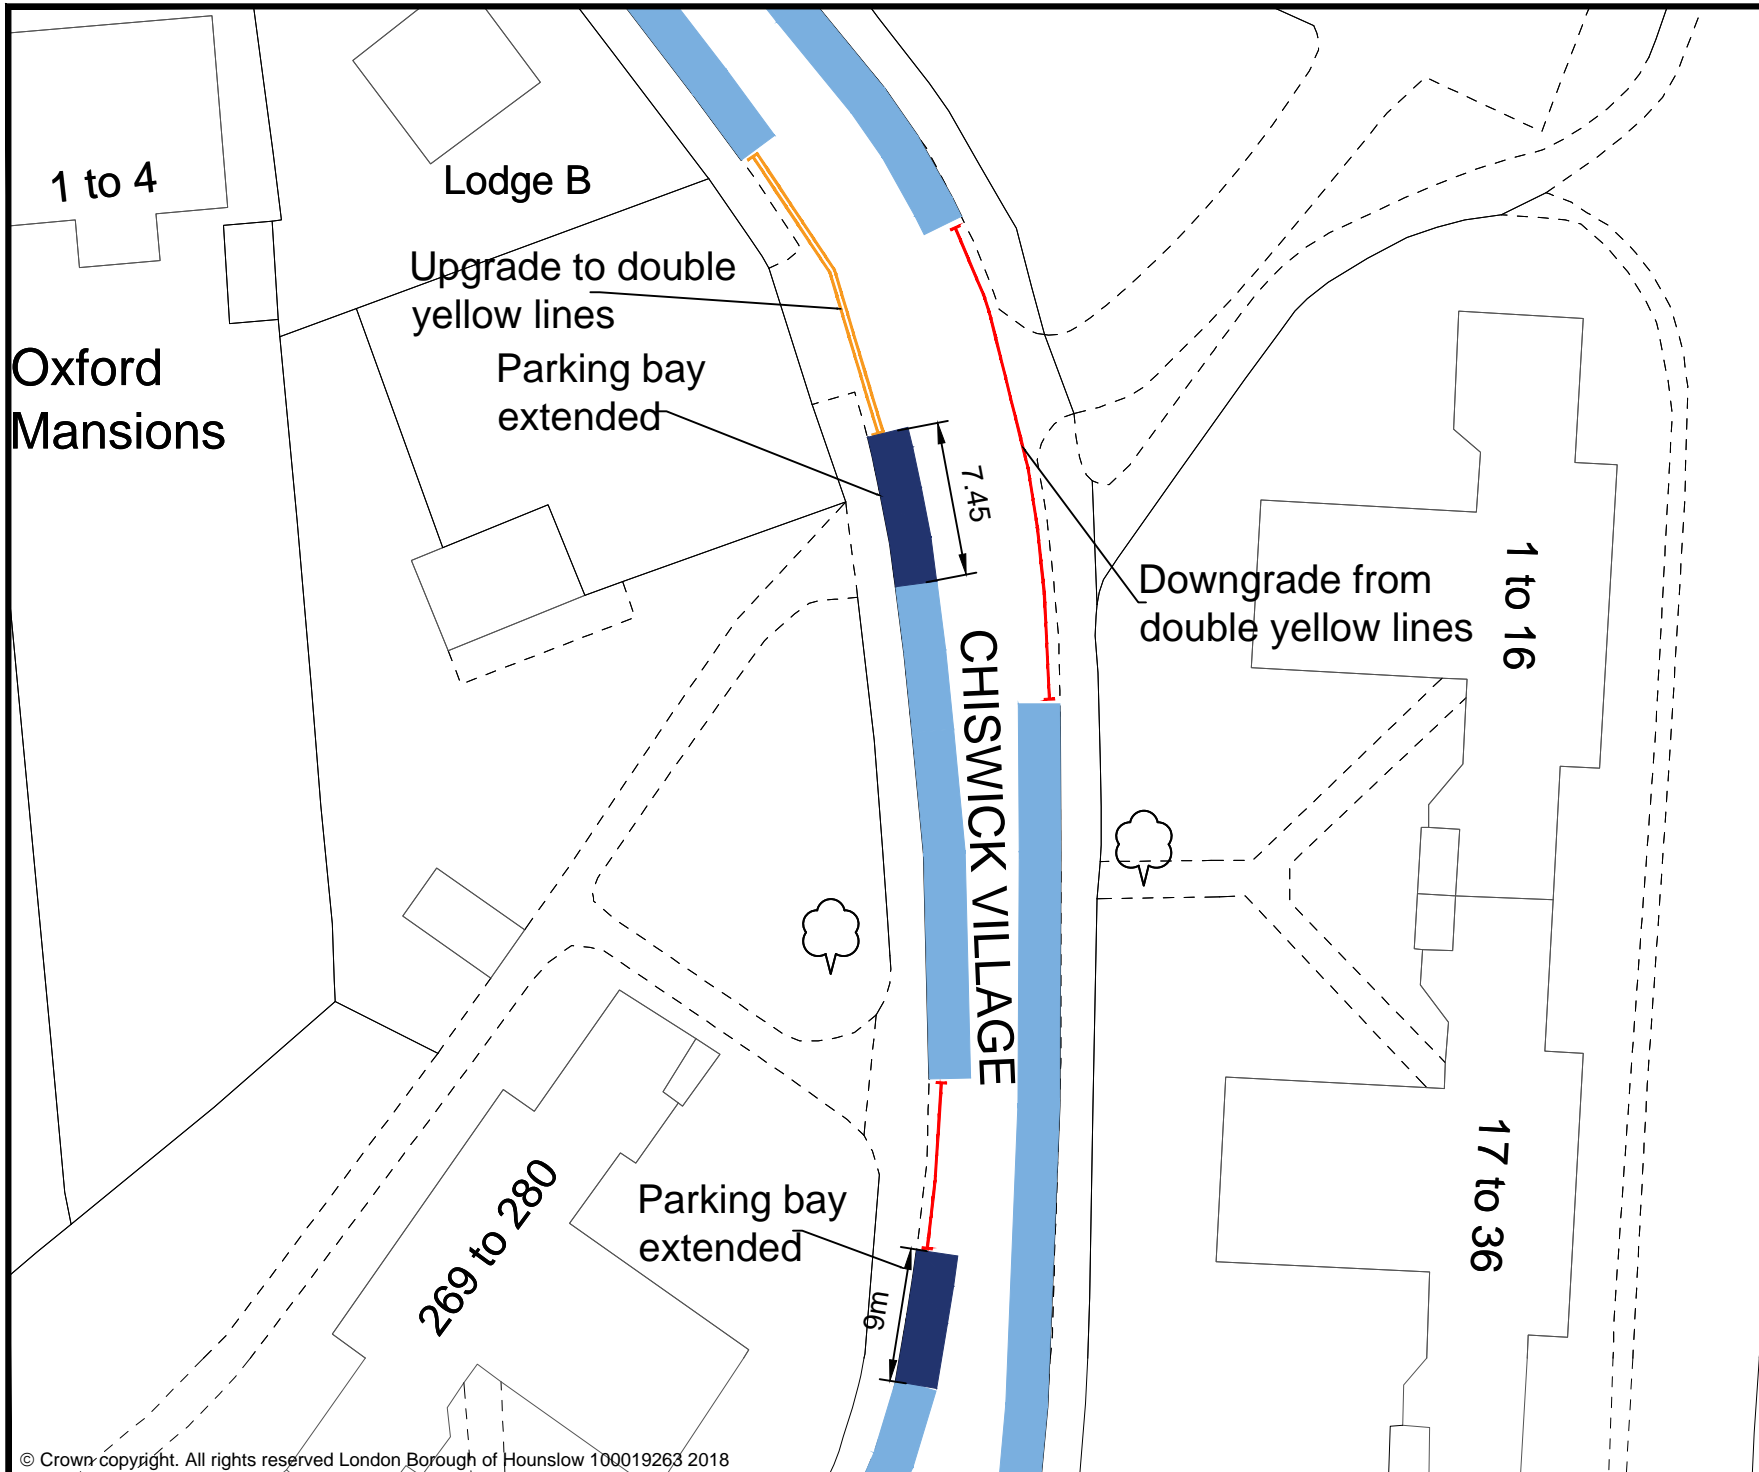 1 to 4
Lodge B
Upgrade to double
yellow lines
Oxford
Mansions
Parking bay
extended
7.45
Downgrade from
double yellow lines
1 to 16
CHISWICK VILLAGE
17 to 36
269 to 280
Parking bay
extended
9m
© Crown copyright. All rights reserved London Borough of Hounslow 100019263 2018